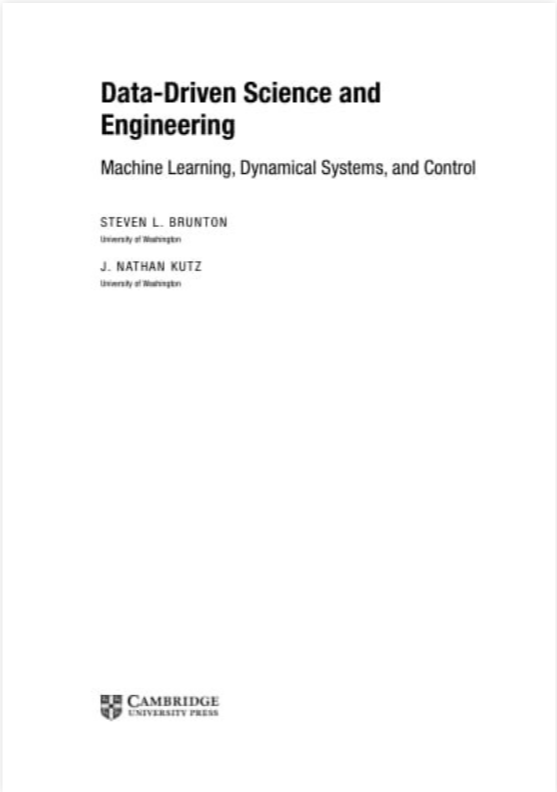 Data-Driven Science and
Engineering
Machine Learning, Dynamical Systems, and Control
STEVEN L. BRUNTON
University of Washington
J. NATHAN KUTZ
University of Washington
CAMBRIDGE
UNIVERSITY PRESS